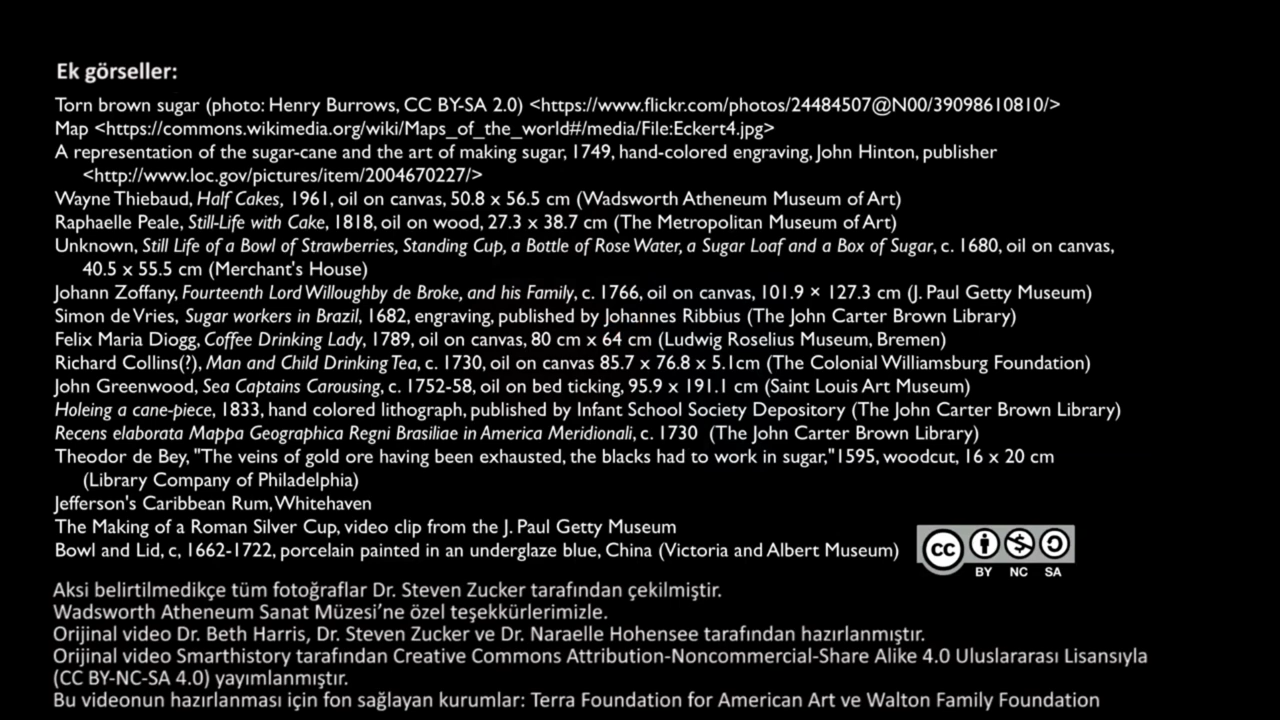 Ek görseller:
Torn brown sugar (photo: Henry Burrows, CC BY-SA 2.0) <https://www.flickr.com/photos/24484507@N00/39098610810/>
Map <https://commons.wikimedia.org/wiki/Maps_of_the_world#/media/File:Eckert4.jpg>
A representation of the sugar-cane and the art of making sugar, 1749, hand-colored engraving, John Hinton, publisher
<http://www.loc.gov/pictures/item/2004670227/>
Wayne Thiebaud, Half Cakes, 1961, oil on canvas, 50.8 x 56.5 cm (Wadsworth Atheneum Museum of Art)
Raphaelle Peale, Still-Life with Cake, 1818, oil on wood, 27.3 x 38.7 cm (The Metropolitan Museum of Art)
Unknown, Still Life of a Bowl of Strawberries, Standing Cup, a Bottle of Rose Water, a Sugar Loaf and a Box of Sugar, c. 1680, oil on canvas,
40.5 x 55.5 cm (Merchant's House)
Johann Zoffany, Fourteenth Lord Willoughby de Broke, and his Family, c. 1766, oil on canvas, 101.9 × 127.3 cm (J. Paul Getty Museum)
Simon de Vries, Sugar workers in Brazil, 1682, engraving, published by Johannes Ribbius (The John Carter Brown Library)
Felix Maria Diogg, Coffee Drinking Lady, 1789, oil on canvas, 80 cm x 64 cm (Ludwig Roselius Museum, Bremen)
Richard Collins(?), Man and Child Drinking Tea, c. 1730, oil on canvas 85.7 x 76.8 x 5.1cm (The Colonial Williamsburg Foundation)
John Greenwood, Sea Captains Carousing, c. 1752-58, oil on bed ticking, 95.9 x 191.1 cm (Saint Louis Art Museum)
Holeing a cane-piece, 1833, hand colored lithograph, published by Infant School Society Depository (The John Carter Brown Library)
Recens elaborata Mappa Geographica Regni Brasiliae in America Meridionali, c. 1730 (The John Carter Brown Library)
Theodor de Bey, "The veins of gold ore having been exhausted, the blacks had to work in sugar,"1595, woodcut, 16 x 20 cm
(Library Company of Philadelphia)
Jefferson's Caribbean Rum, Whitehaven
The Making of a Roman Silver Cup, video clip from the J. Paul Getty Museum
Bowl and Lid, c, 1662-1722, porcelain painted in an underglaze blue, China (Victoria and Albert Museum)
cc
BY NC SA
Aksi belirtilmedikçe tüm fotoğraflar Dr. Steven Zucker tarafından çekilmiştir.
Wadsworth Atheneum Sanat Müzesi’ne özel teşekkürlerimizle.
Orijinal video Dr. Beth Harris, Dr. Steven Zucker ve Dr. Naraelle Hohensee tarafından hazırlanmıştır.
Orijinal video Smarthistory tarafından Creative Commons Attribution-Noncommercial-Share Alike 4.0 Uluslararası Lisansıyla
(CC BY-NC-SA 4.0) yayımlanmıştır.
Bu videonun hazırlanması için fon sağlayan kurumlar: Terra Foundation for American Art ve Walton Family Foundation